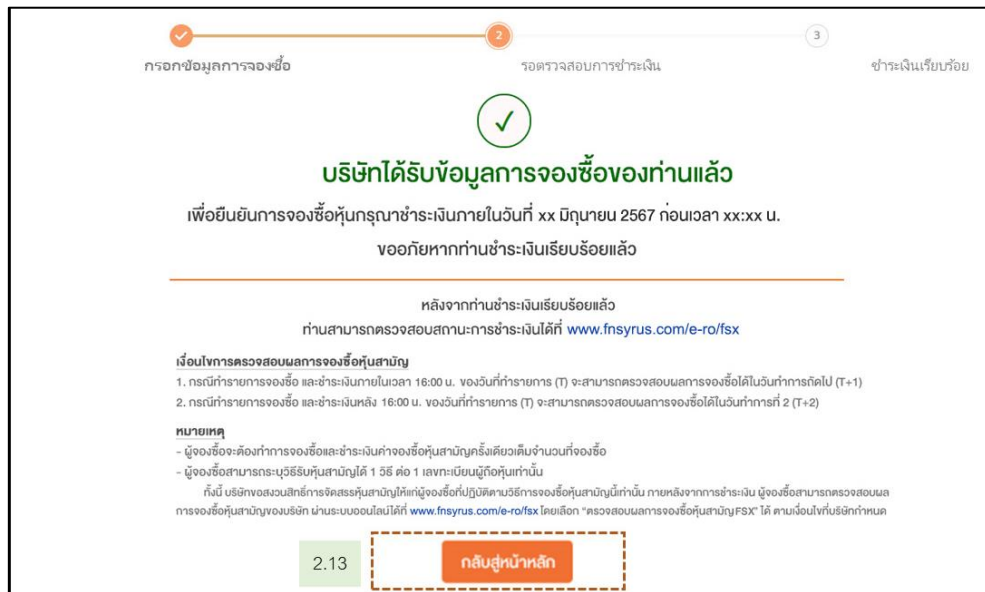 2
3
กรอกข้อมูลการจองซื้อ
รอตรวจสอบการชำระเงิน
ชำระเงินเรียบร้อย
บริษัทได้รับข้อมูลการจองซื้อของท่านแล้ว
เพื่อยืนยันการจองซื้อหุ้นกรุณาชำระเงินภายในวันที่ xx มิถุนายน 2567 ก่อนเวลา xx:xx น.
ขออภัยหากท่านชำระเงินเรียบร้อยแล้ว
หลังจากท่านชำระเงินเรียบร้อยแล้ว
ท่านสามารถตรวจสอบสถานะการชำระเงินได้ที่ www.fnsyrus.com/e-ro/fsx
เงื่อนไขการตรวจสอบผลการจองซื้อหุ้นสามัญ
1. กรณีทำรายการจองซื้อ และชำระเงินภายในเวลา 16:00 น. ของวันที่ทำรายการ (T) จะสามารถตรวจสอบผลการจองซื้อได้ในวันทำการถัดไป (T+1)
2. กรณีทำรายการจองซื้อ และชำระเงินหลัง 16:00 น. ของวันที่ทำรายการ (T) จะสามารถตรวจสอบผลการจองซื้อได้ในวันทำการที่ 2 (T+2)
หมายเหตุ
- ผู้จองซื้อจะต้องทำการจองซื้อและชำระเงินค่าจองซื้อหุ้นสามัญครั้งเดียวเต็มจำนวนที่จองซื้อ
- ผู้จองซื้อสามารถระบุวิธีรับหุ้นสามัญได้ 1 วิธี ต่อ 1 เลขทะเบียนผู้ถือหุ้นเท่านั้น
ทั้งนี้ บริษัทขอสงวนสิทธิ์การจัดสรรหุ้นสามัญให้แก่ผู้จองซื้อที่ปฏิบัติตามวิธีการจองซื้อหุ้นสามัญนี้เท่านั้น ภายหลังจากการชำระเงิน ผู้จองซื้อสามารถตรวจสอบผล
การจองซื้อหุ้นสามัญของบริษัท ผ่านระบบออนไลน์ได้ที่ www.fnsyrus.com/e-ro/fsx โดยเลือก "ตรวจสอบผลการจองซื้อหุ้นสามัญ FSX" ได้ ตามเงื่อนไขที่บริษัทกำหนด
2.13
กลับสู่หน้าหลัก